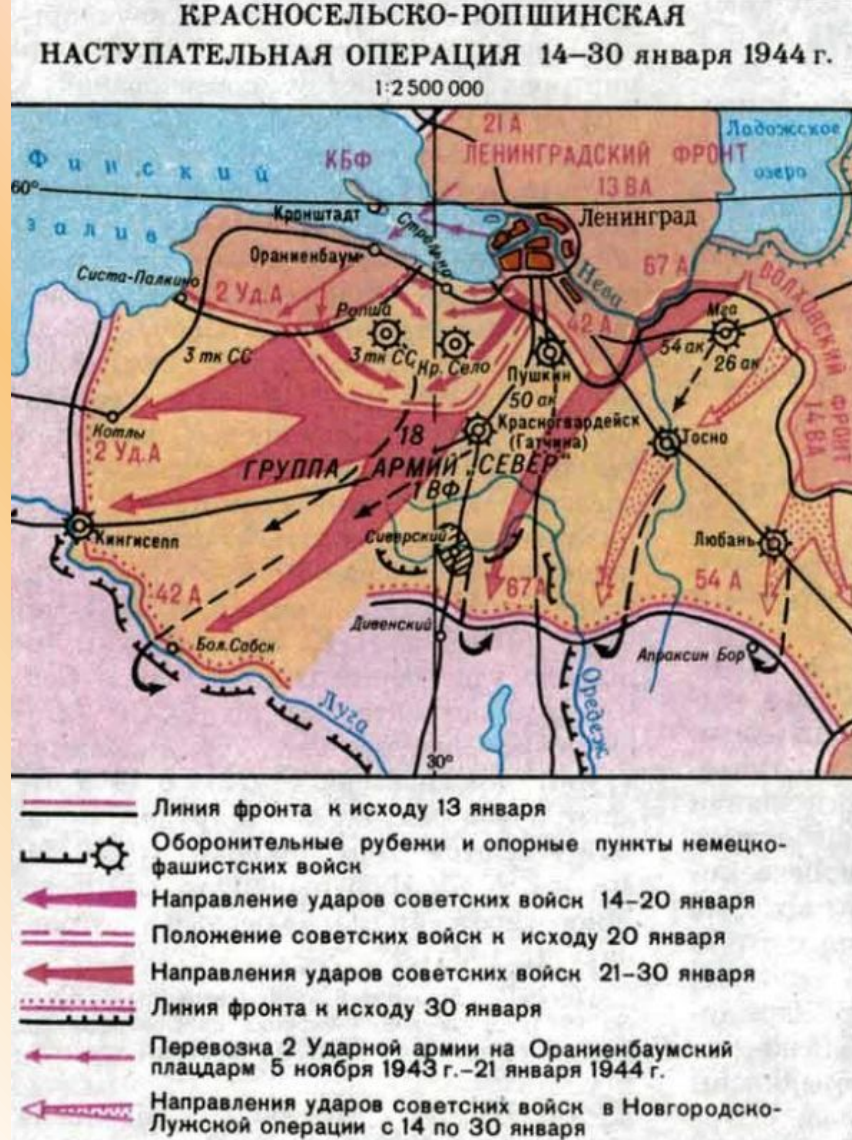 КРАСНОСЕЛЬСКО-РОПШИНСКАЯ
НАСТУПАТЕЛЬНАЯ ОПЕРАЦИЯ 14–30 января 1944 г.
1:2 500 000
21 А
Ладожское
озеро
Финский
залив
КБФ
ЛЕНИНГРАДСКИЙ ФРОНТ
60°
13 ВА
Кронштадт
Стрельна
Ленинград
Ораниенбаум
Нева
67 А
ВОЛХОВСКИЙ ФРОНТ
14 ВА
Систа-Палкино
2 Уд.А
Ропша
42 А
Мга
3 тк СС
3 тк СС
Кр. Село
54 ак
26 ак
Пушкин
50 ак
Котлы
18
Красногвардейск
(Гатчина)
Тосно
2 Уд.А
ГРУППА АРМИЙ „СЕВЕР"
1 ВФ
Кингисепп
Сиверский
Любань
42 А
67 А
54 А
Дивенский
Бол.Сабск
Апраксин Бор
Луга
Оредеж
30°
Линия фронта к исходу 13 января
Оборонительные рубежи и опорные пункты немецко-
фашистских войск
Направление ударов советских войск 14–20 января
Положение советских войск к исходу 20 января
Направления ударов советских войск 21–30 января
Линия фронта к исходу 30 января
Перевозка 2 Ударной армии на Ораниенбаумский
плацдарм 5 ноября 1943 г.–21 января 1944 г.
Направления ударов советских войск в Новгородско-
Лужской операции с 14 по 30 января